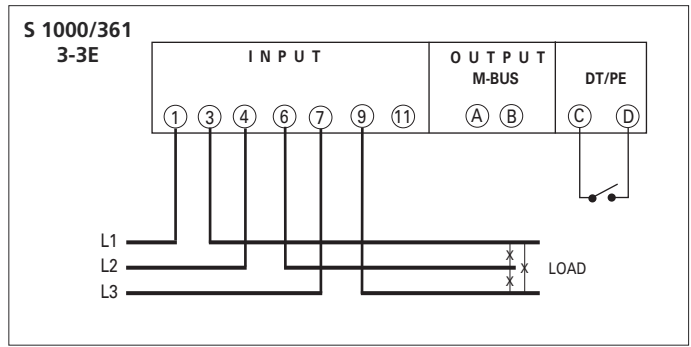 S 1000/361
3-3E
INPUT
OUTPUT
M-BUS
DT/PE
1 3 4 6 7 9 11 A B C D
L1
L2
L3
X
X
X
LOAD